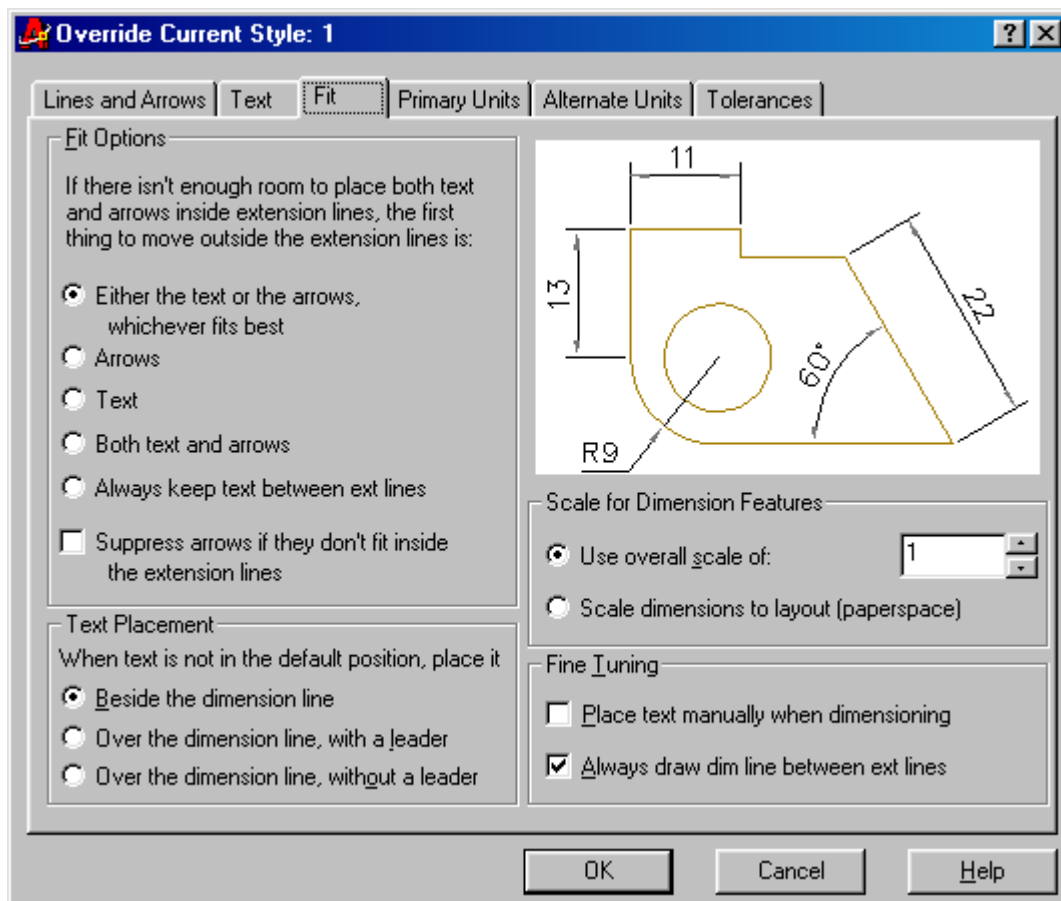 Override Current Style: 1
Lines and Arrows Text Fit Primary Units Alternate Units Tolerances
Fit Options
If there isn't enough room to place both text
and arrows inside extension lines, the first
thing to move outside the extension lines is:
Either the text or the arrows,
whichever fits best
Arrows
Text
Both text and arrows
Always keep text between ext lines
Suppress arrows if they don't fit inside
the extension lines
Text Placement
When text is not in the default position, place it
Beside the dimension line
Over the dimension line, with a leader
Over the dimension line, without a leader
11
13
22
60°
R9
Scale for Dimension Features
Use overall scale of: 1
Scale dimensions to layout (paperspace)
Fine Tuning
Place text manually when dimensioning
Always draw dim line between ext lines
OK Cancel Help